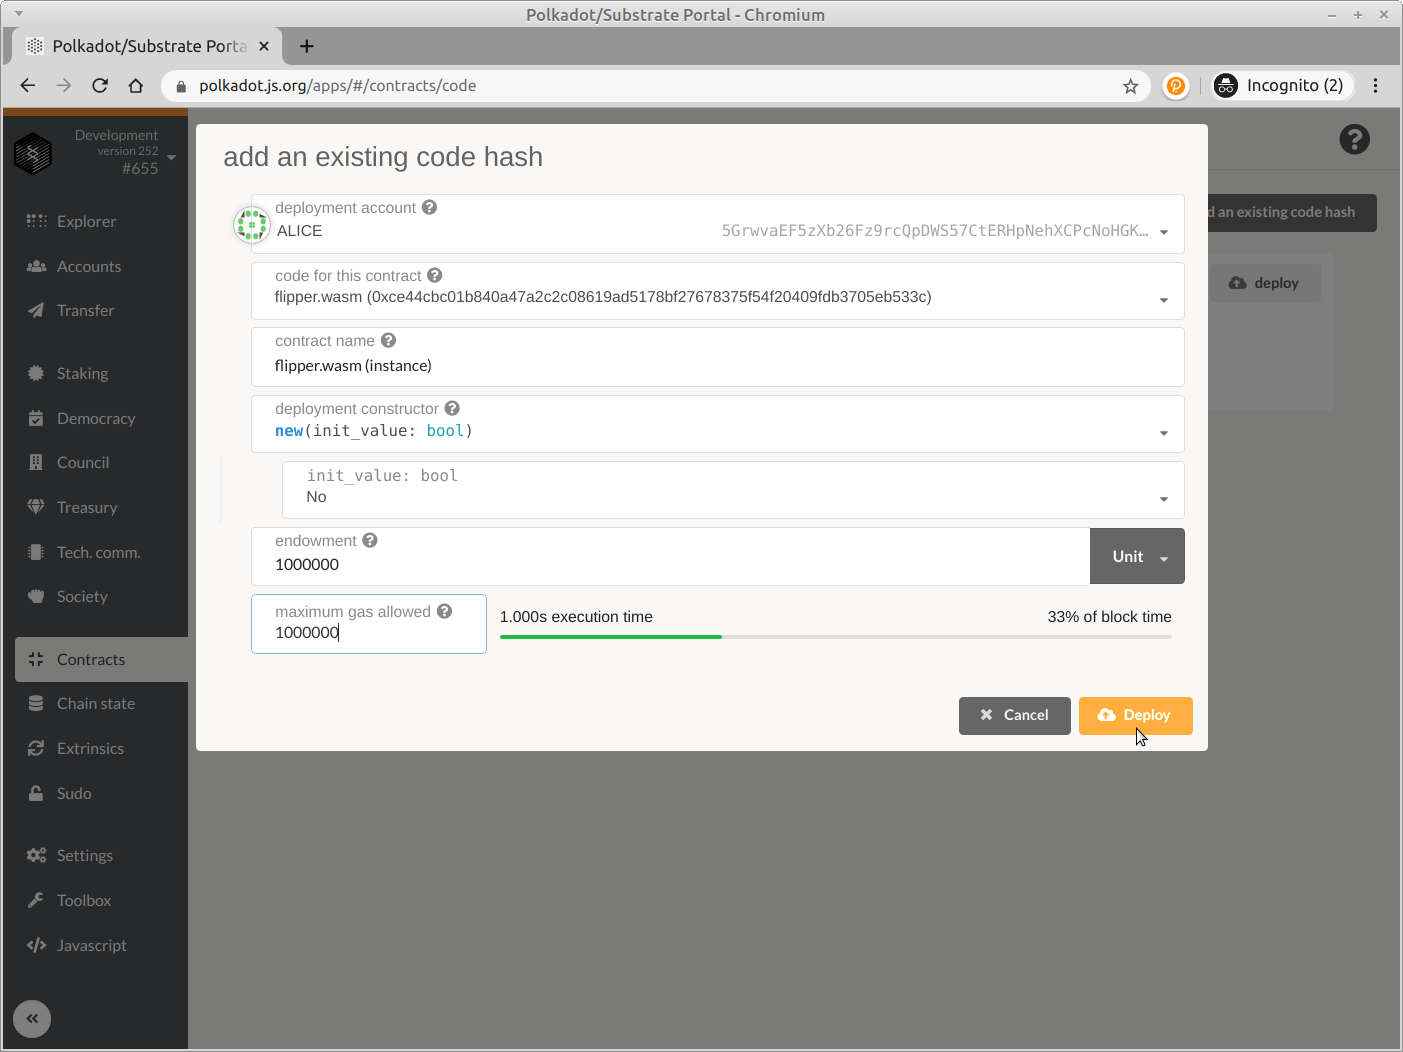 Polkadot/Substrate Portal - Chromium
Polkadot/Substrate Porta
polkadot.js.org/apps/#/contracts/code
Incognito (2)
Development
version 252
#655
Explorer
Accounts
Transfer
Staking
Democracy
Council
Treasury
Tech. comm.
Society
Contracts
Chain state
Extrinsics
Sudo
Settings
Toolbox
Javascript
add an existing code hash
deployment account
ALICE 5GrwvaEF5zXb26Fz9rcQpDWS57CtERHpNehXCPcNoHGK…
code for this contract
flipper.wasm (0xce44cbc01b840a47a2c2c08619ad5178bf27678375f54f20409fdb3705eb533c)
contract name
flipper.wasm (instance)
deployment constructor
new(init_value: bool)
init_value: bool
No
endowment
1000000
Unit
maximum gas allowed
1000000
1.000s execution time
33% of block time
Cancel
Deploy
d an existing code hash
deploy